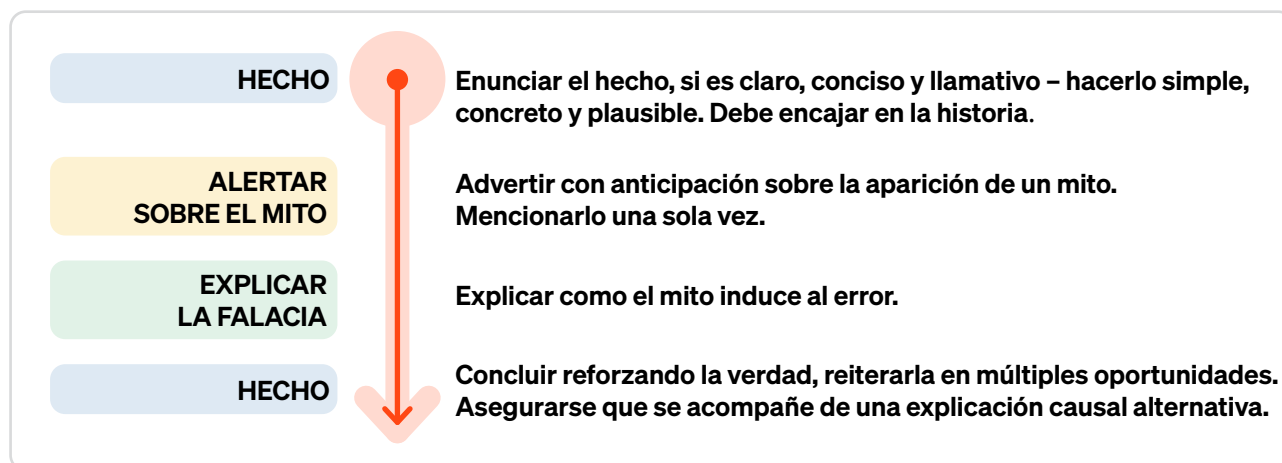 HECHO
Enunciar el hecho, si es claro, conciso y llamativo – hacerlo simple,
concreto y plausible. Debe encajar en la historia.
ALERTAR
SOBRE EL MITO
Advertir con anticipación sobre la aparición de un mito.
Mencionarlo una sola vez.
EXPLICAR
LA FALACIA
Explicar como el mito induce al error.
HECHO
Concluir reforzando la verdad, reiterarla en múltiples oportunidades.
Asegurarse que se acompañe de una explicación causal alternativa.